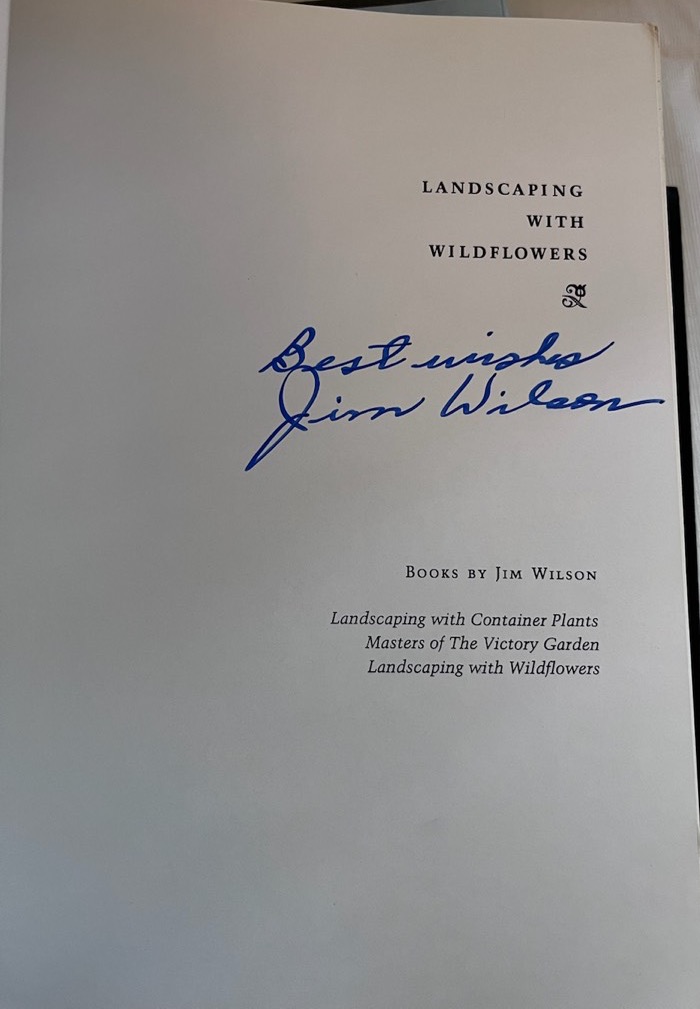 LANDSCAPING
WITH
WILDFLOWERS
Best wishes
Jim Wilson
BOOKS BY JIM WILSON
Landscaping with Container Plants
Masters of The Victory Garden
Landscaping with Wildflowers